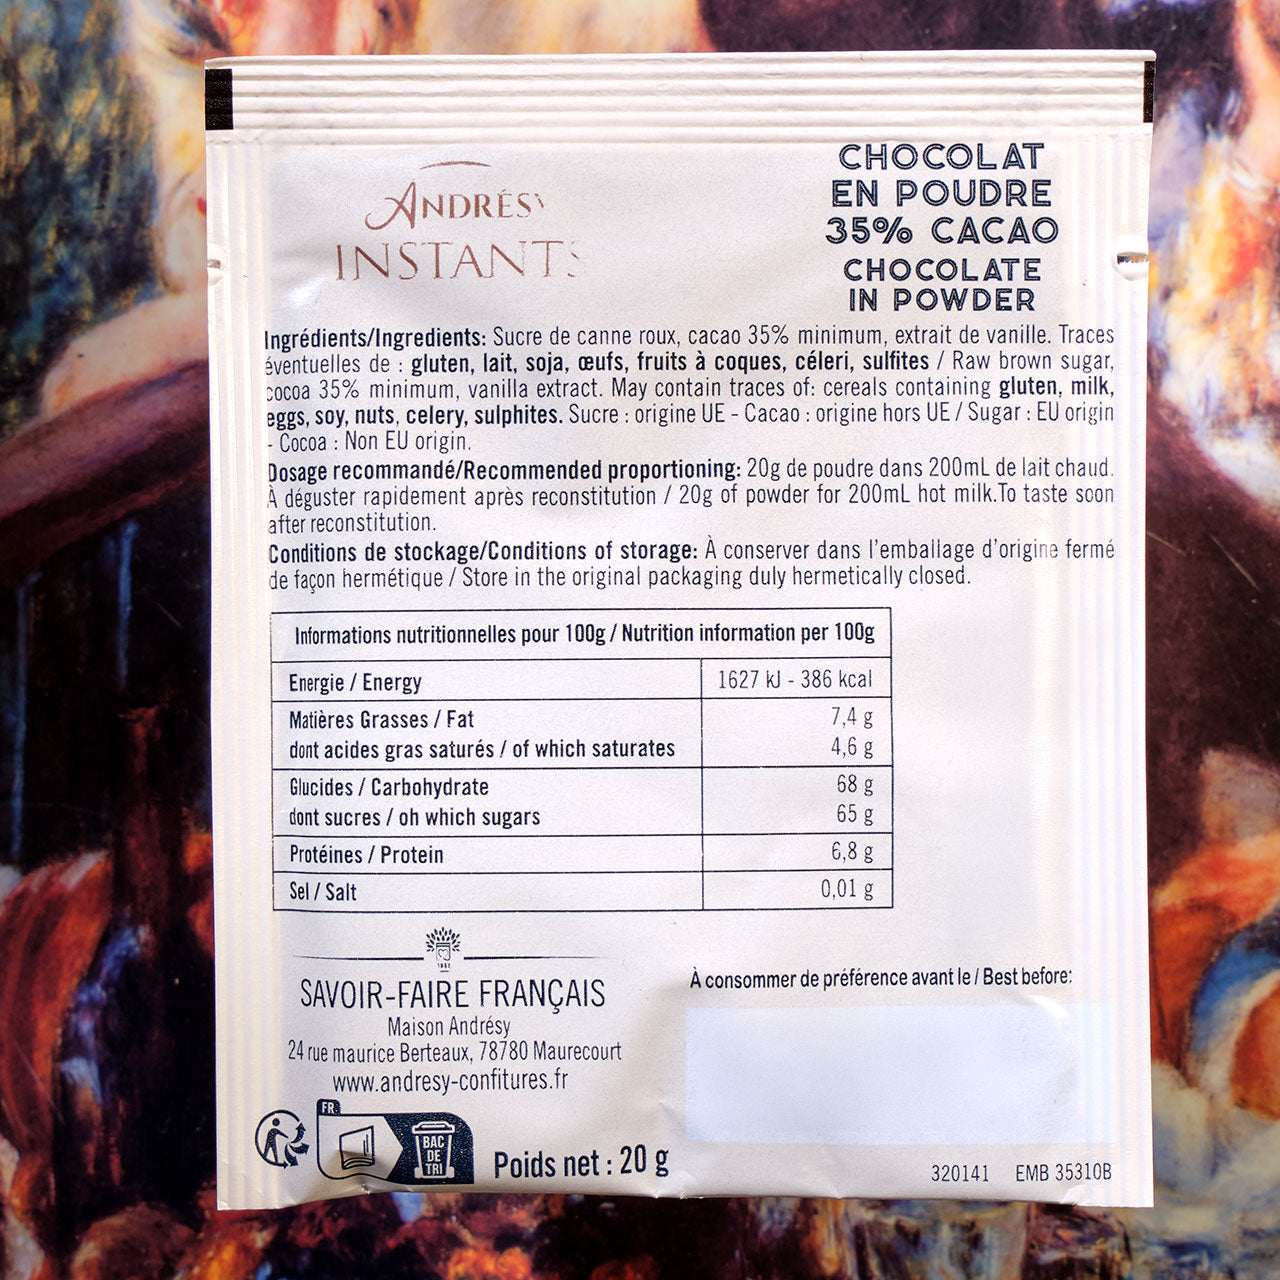 ANDRÉSY
INSTANTS
CHOCOLAT
EN POUDRE
35% CACAO
CHOCOLATE
IN POWDER
Ingrédients/Ingredients: Sucre de canne roux, cacao 35% minimum, extrait de vanille. Traces
éventuelles de : gluten, lait, soja, œufs, fruits à coques, céleri, sulfites / Raw brown sugar,
cocoa 35% minimum, vanilla extract. May contain traces of: cereals containing gluten, milk,
eggs, soy, nuts, celery, sulphites. Sucre : origine UE - Cacao : origine hors UE / Sugar : EU origin
- Cocoa : Non EU origin.
Dosage recommandé/Recommended proportioning: 20g de poudre dans 200mL de lait chaud.
À déguster rapidement après reconstitution / 20g of powder for 200mL hot milk.To taste soon
after reconstitution.
Conditions de stockage/Conditions of storage: À conserver dans l'emballage d'origine fermé
de façon hermétique / Store in the original packaging duly hermetically closed.
Informations nutritionnelles pour 100g / Nutrition information per 100g
Energie / Energy 1627 kJ - 386 kcal
Matières Grasses / Fat 7,4 g
dont acides gras saturés / of which saturates 4,6 g
Glucides / Carbohydrate 68 g
dont sucres / oh which sugars 65 g
Protéines / Protein 6,8 g
Sel / Salt 0,01 g
1952
SAVOIR-FAIRE FRANÇAIS
Maison Andrésy
24 rue maurice Berteaux, 78780 Maurecourt
www.andresy-confitures.fr
À consommer de préférence avant le / Best before:
FR
BAC
DE
TRI
Poids net : 20 g
320141 EMB 35310B